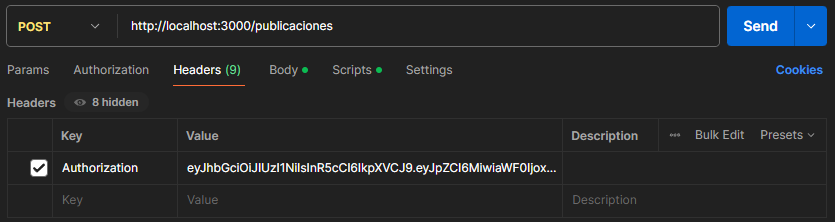 POST http://localhost:3000/publicaciones Send
Params Authorization Headers (9) Body Scripts Settings Cookies
Headers 8 hidden
Key Value Description Bulk Edit Presets
Authorization eyJhbGciOiJIUzI1NiIsInR5cCI6IkpXVCJ9.eyJpZCI6MiwiaWF0Ijox...
Key Value Description